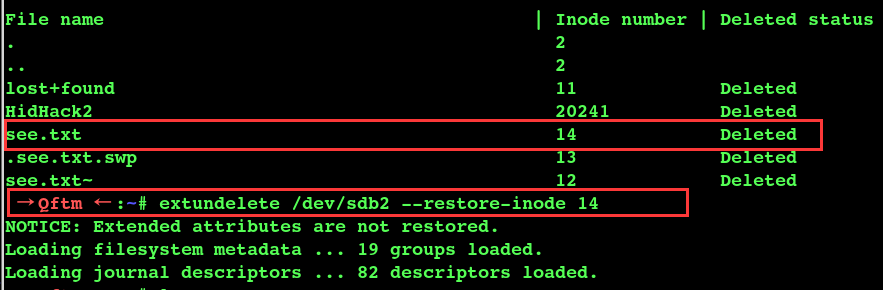 File name | Inode number | Deleted status
. 2
.. 2
lost+found 11 Deleted
HidHack2 20241 Deleted
see.txt 14 Deleted
.see.txt.swp 13 Deleted
see.txt~ 12 Deleted
→Qftm ←:~# extundelete /dev/sdb2 --restore-inode 14
NOTICE: Extended attributes are not restored.
Loading filesystem metadata ... 19 groups loaded.
Loading journal descriptors ... 82 descriptors loaded.